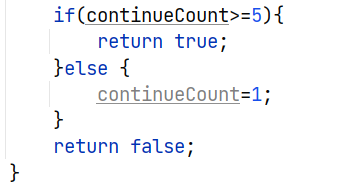 if(continueCount>=5){
return true;
}else {
continueCount=1;
}
return false;
}